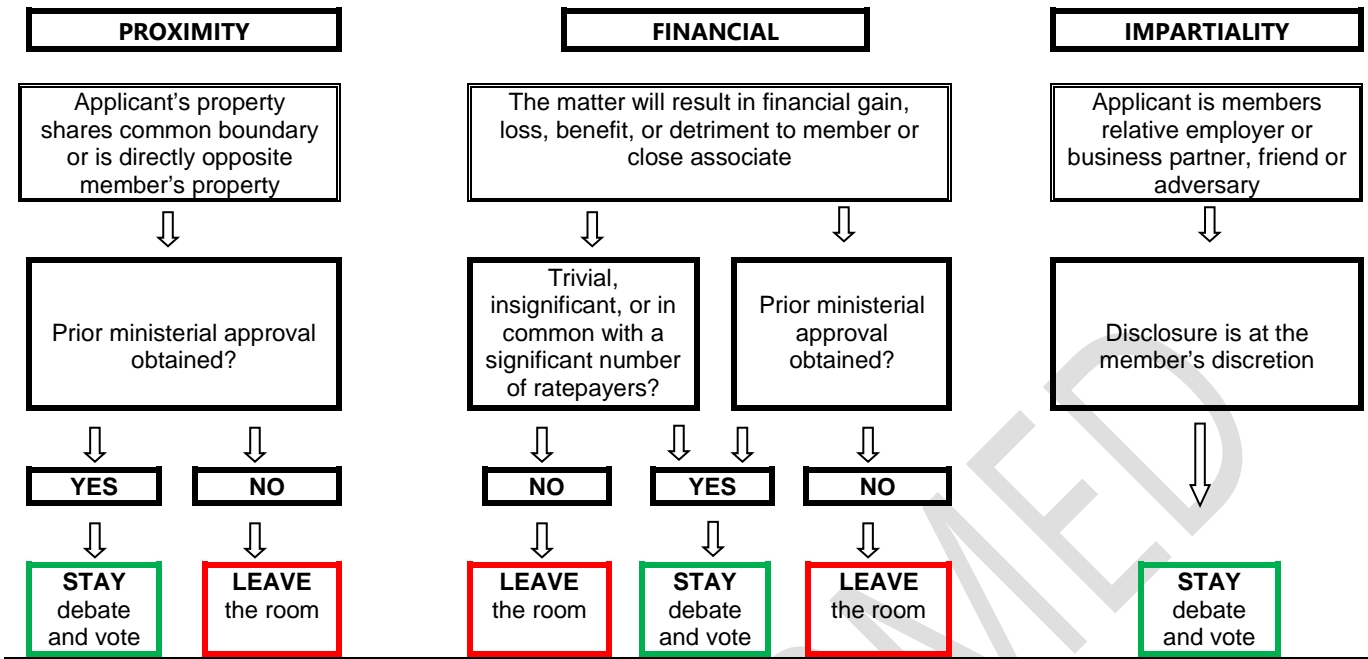 PROXIMITY
FINANCIAL
IMPARTIALITY
Applicant’s property
shares common boundary
or is directly opposite
member’s property
The matter will result in financial gain,
loss, benefit, or detriment to member or
close associate
Applicant is members
relative employer or
business partner, friend or
adversary
Prior ministerial approval
obtained?
Trivial,
insignificant, or in
common with a
significant number
of ratepayers?
Prior ministerial
approval
obtained?
Disclosure is at the
member’s discretion
YES
NO
NO
YES
NO
STAY
debate
and vote
LEAVE
the room
LEAVE
the room
STAY
debate
and vote
LEAVE
the room
STAY
debate
and vote